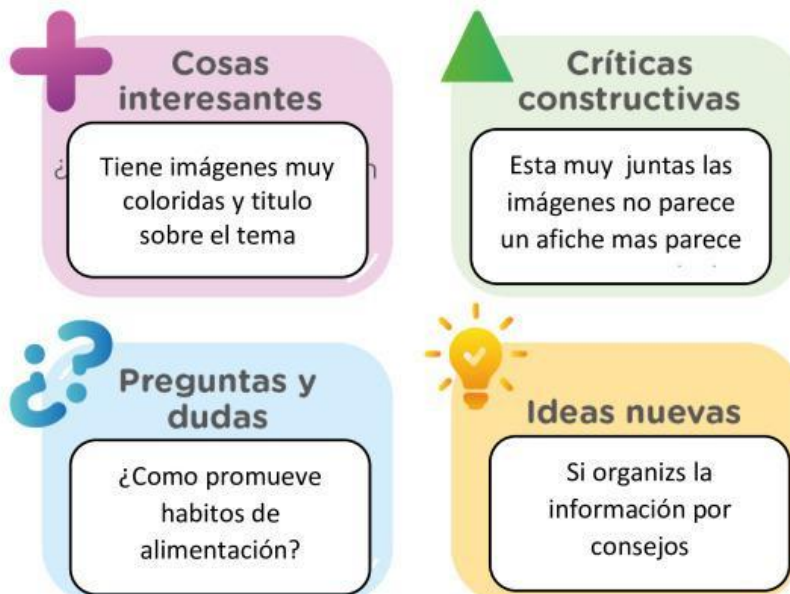 Cosas
interesantes
Tiene imágenes muy
coloridas y titulo
sobre el tema
Críticas
constructivas
Esta muy juntas las
imágenes no parece
un afiche mas parece
Preguntas y
dudas
¿Como promueve
habitos de
alimentación?
Ideas nuevas
Si organizs la
información por
consejos